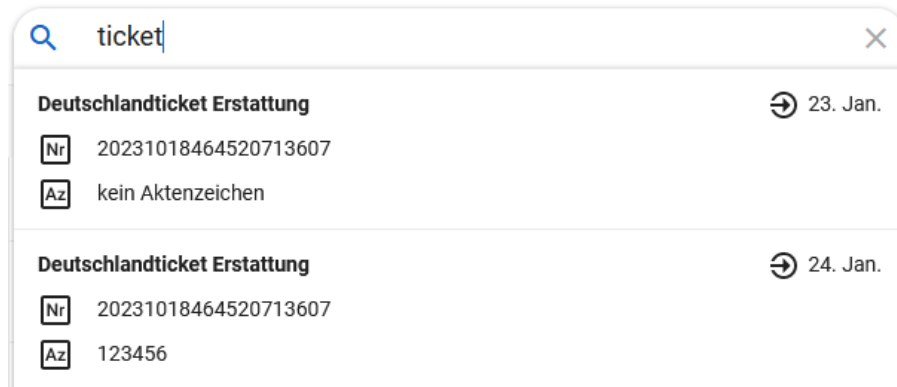 ticket
Deutschlandticket Erstattung 23. Jan.
Nr 20231018464520713607
Az kein Aktenzeichen
Deutschlandticket Erstattung 24. Jan.
Nr 20231018464520713607
Az 123456